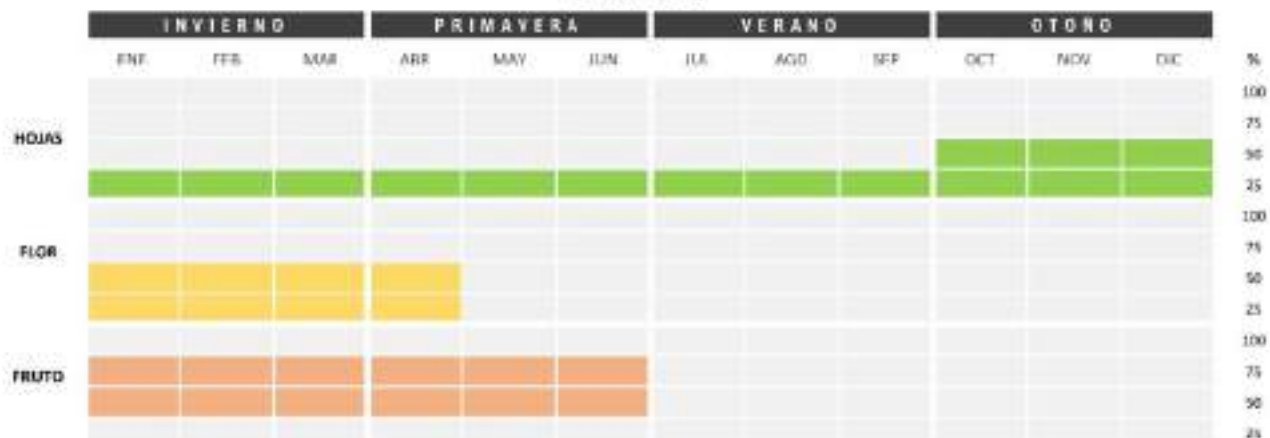 INVIERNO PRIMAVERA VERANO OTOÑO
ENE FEB MAR ABR MAY JUN JUL AGO SEP OCT NOV DIC %
100
75
HOJAS
50
25
100
FLOR 75
50
25
100
FRUTO 75
50
25